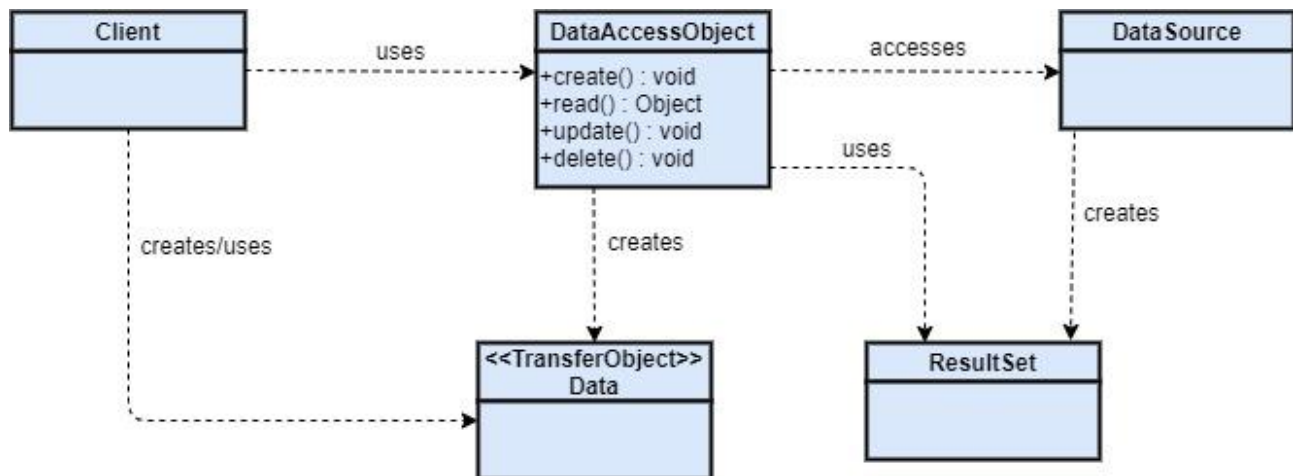 Client
DataAccessObject
DataSource
uses
accesses
+create() : void
+read() : Object
+update() : void
+delete() : void
uses
creates/uses
creates
creates
<<TransferObject>>
Data
ResultSet